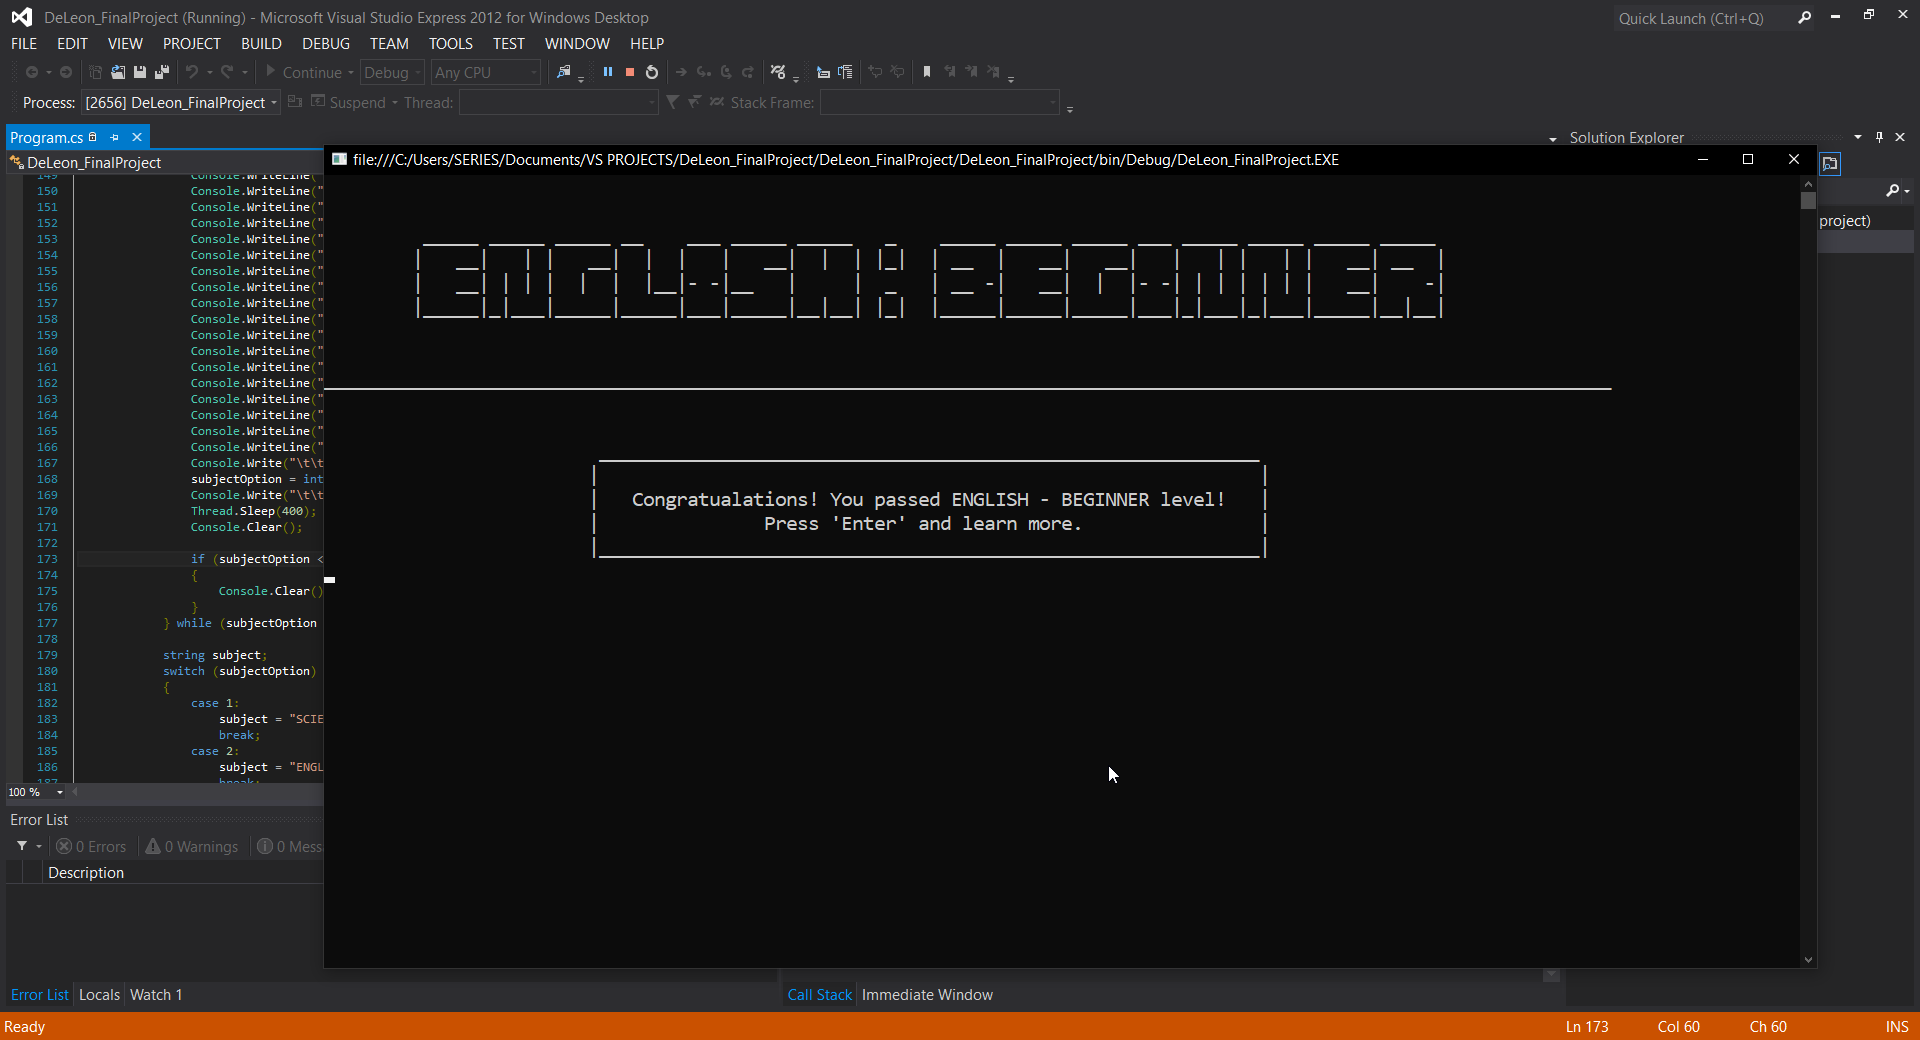 DeLeon_FinalProject (Running) - Microsoft Visual Studio Express 2012 for Windows Desktop
Quick Launch (Ctrl+Q)
FILE EDIT VIEW PROJECT BUILD DEBUG TEAM TOOLS TEST WINDOW HELP
Continue Debug Any CPU
Process: [2656] DeLeon_FinalProject Suspend Thread: Stack Frame:
Program.cs
Solution Explorer
DeLeon_FinalProject
file:///C:/Users/SERIES/Documents/VS PROJECTS/DeLeon_FinalProject/DeLeon_FinalProject/DeLeon_FinalProject/bin/Debug/DeLeon_FinalProject.EXE
project)
149 Console.WriteLine("
150 Console.WriteLine("
151 Console.WriteLine("
152 Console.WriteLine("
153 Console.WriteLine("
154 Console.WriteLine("
155 Console.WriteLine("
156 Console.WriteLine("
157 Console.WriteLine("
158 Console.WriteLine("
159 Console.WriteLine("
160 Console.WriteLine("
161 Console.WriteLine("
162 Console.WriteLine("
163 Console.WriteLine("
164 Console.WriteLine("
165 Console.WriteLine("
166 Console.WriteLine("
167 Console.Write("\t\t
168 subjectOption = int
169 Console.Write("\t\t
170 Thread.Sleep(400);
171 Console.Clear();
172
173 if (subjectOption <
174 {
175 Console.Clear()
176 }
177 } while (subjectOption
178
179 string subject;
180 switch (subjectOption)
181 {
182 case 1:
183 subject = "SCIE
184 break;
185 case 2:
186 subject = "ENGL
187 break;
ENGLISH : BEGINNER
Congratualations! You passed ENGLISH - BEGINNER level!
Press 'Enter' and learn more.
100 %
Error List
0 Errors 0 Warnings 0 Messa
Description
Error List Locals Watch 1
Call Stack Immediate Window
Ready
Ln 173 Col 60 Ch 60 INS